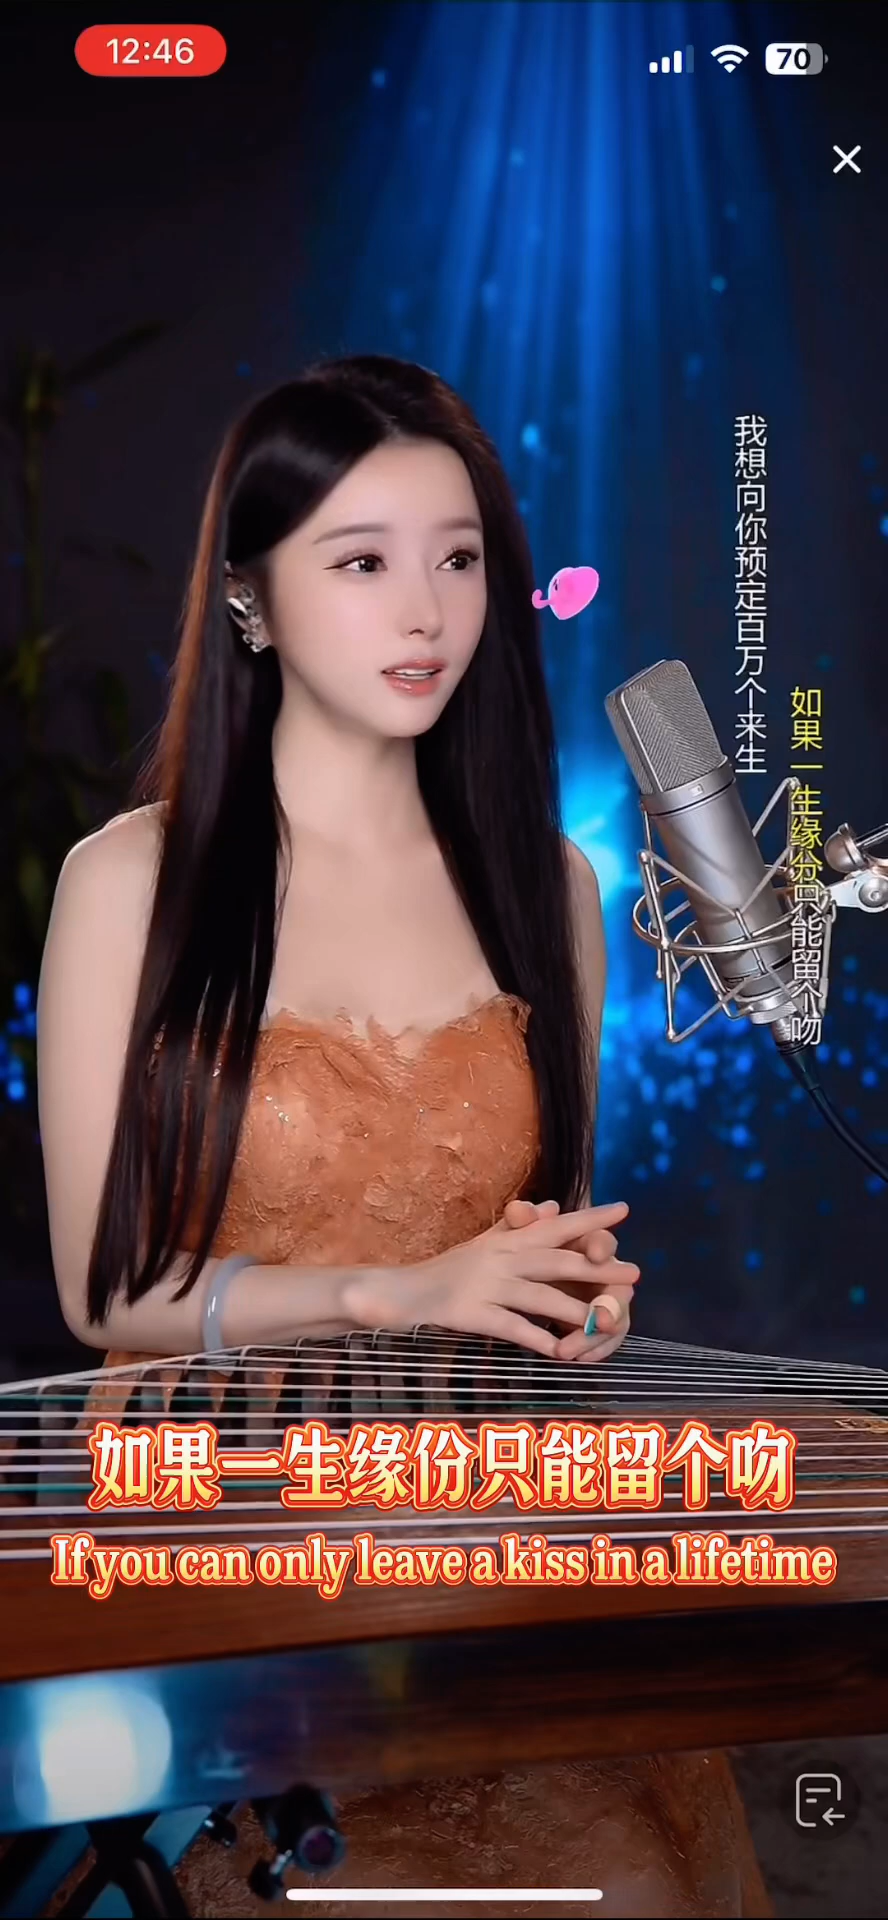 12:46
70
如果一生缘分只能留个吻
我想向你预定百万个来生
如果一生缘份只能留个吻
If you can only leave a kiss in a lifetime